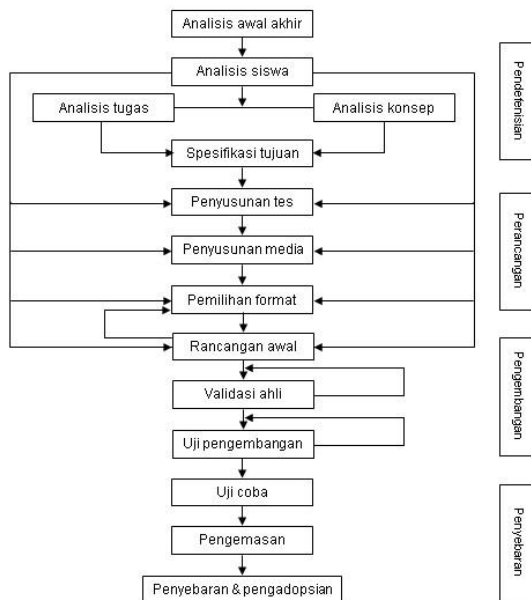 Analisis awal akhir
Analisis siswa
Analisis tugas
Analisis konsep
Spesifikasi tujuan
Penyusunan tes
Penyusunan media
Pemilihan format
Rancangan awal
Validasi ahli
Uji pengembangan
Uji coba
Pengemasan
Penyebaran & pengadopsian
Pendefenisian
Perancangan
Pengembangan
Penyebaran